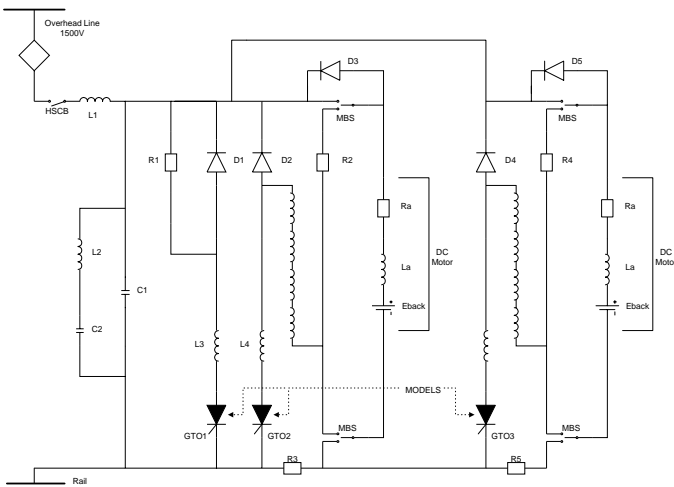 Overhead Line
1500V
HSCB
L1
D3
MBS
D5
MBS
R1
D1
D2
R2
D4
R4
Ra
Ra
L2
DC
Motor
DC
Moto
La
La
C1
Eback
Eback
C2
L3
L4
MODELS
GTO1
GTO2
MBS
GTO3
MBS
R3
R5
Rail